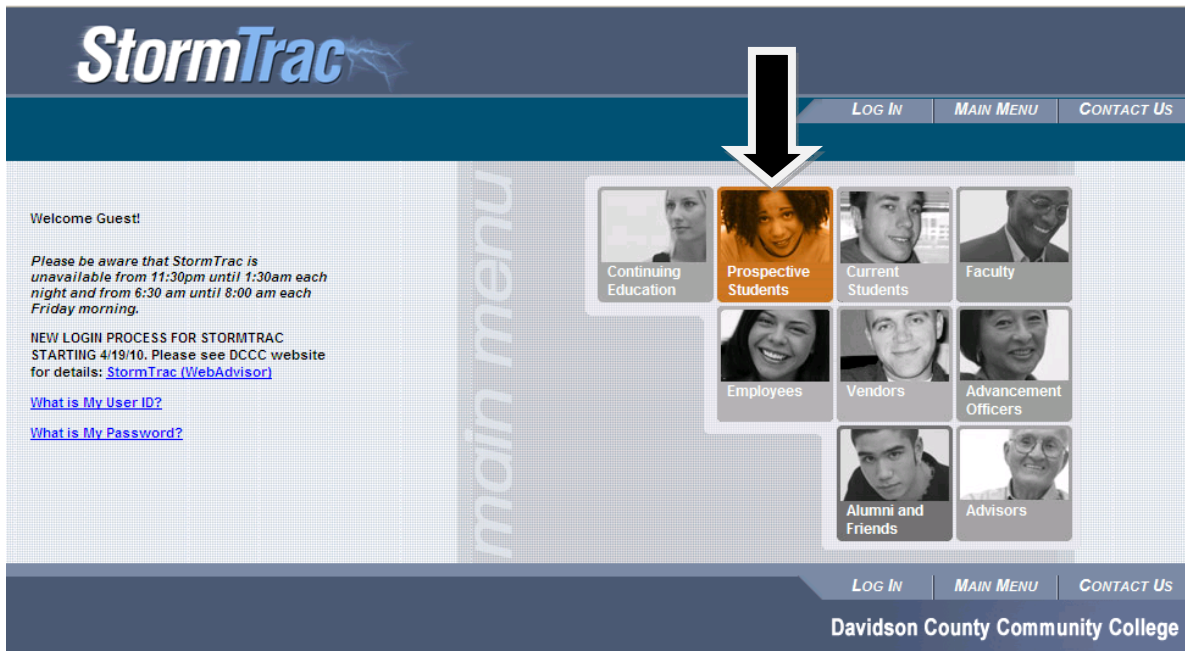 StormTrac
LOG IN MAIN MENU CONTACT US
Welcome Guest!
Please be aware that StormTrac is
unavailable from 11:30pm until 1:30am each
night and from 6:30 am until 8:00 am each
Friday morning.
NEW LOGIN PROCESS FOR STORMTRAC
STARTING 4/19/10. Please see DCCC website
for details: StormTrac (WebAdvisor)
What is My User ID?
What is My Password?
main menu
Continuing
Education
Prospective
Students
Current
Students
Faculty
Employees
Vendors
Advancement
Officers
Alumni and
Friends
Advisors
LOG IN MAIN MENU CONTACT US
Davidson County Community College